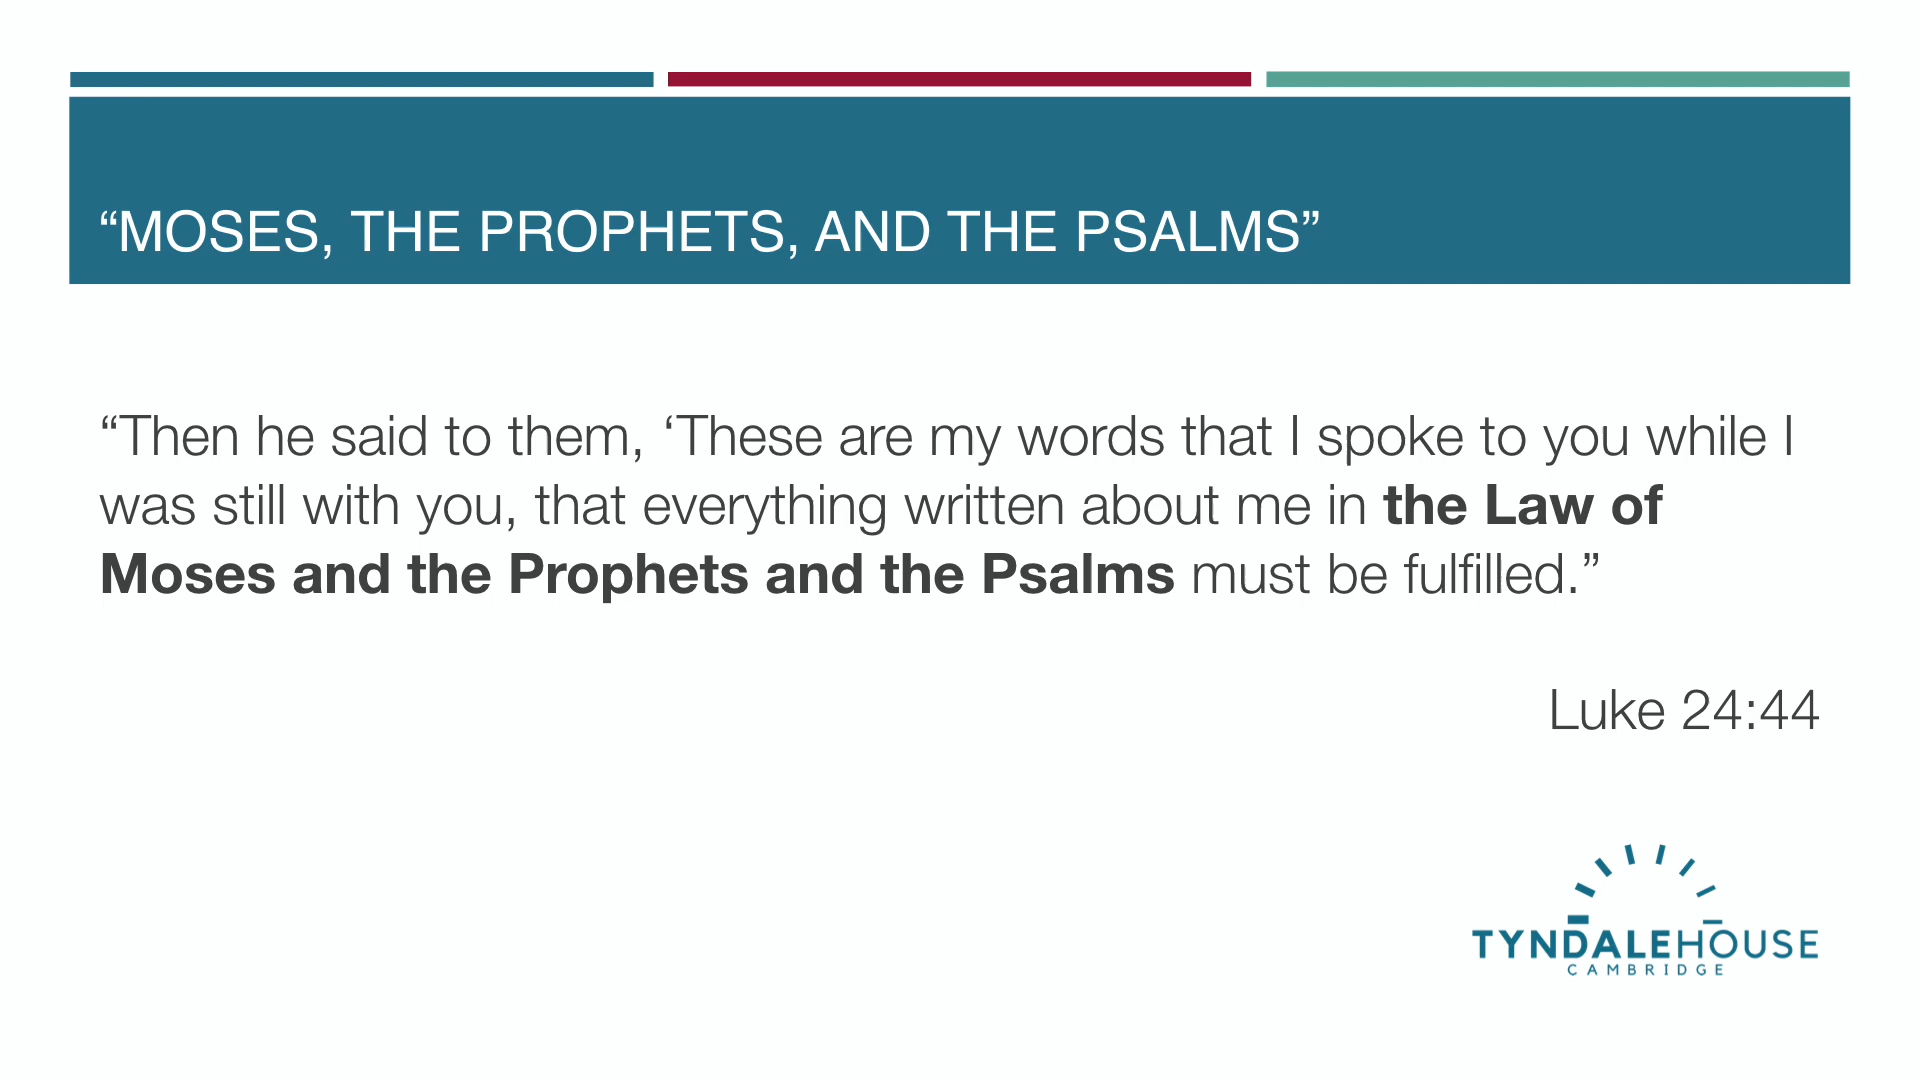 “MOSES, THE PROPHETS, AND THE PSALMS”
“Then he said to them, ‘These are my words that I spoke to you while I
was still with you, that everything written about me in the Law of
Moses and the Prophets and the Psalms must be fulfilled.”
Luke 24:44
TYNDALEHOUSE
CAMBRIDGE